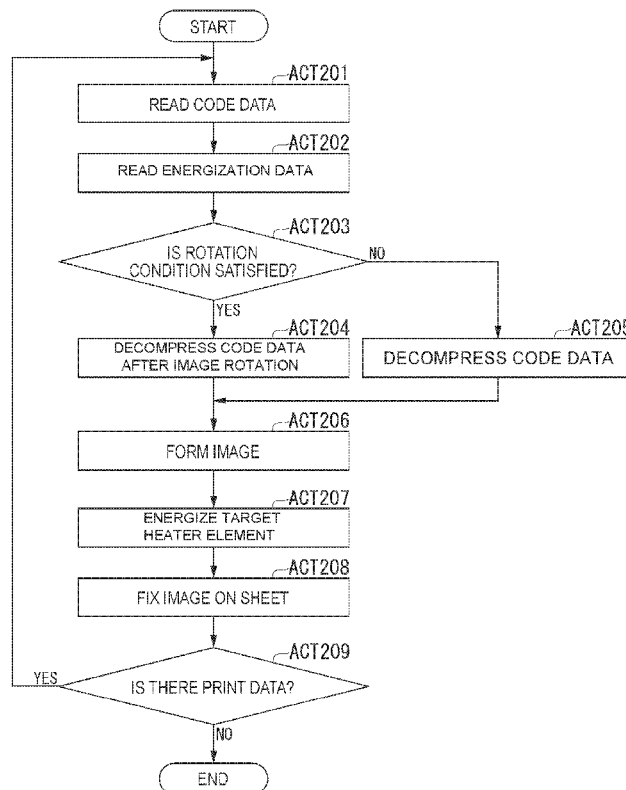 START
ACT201
READ CODE DATA
ACT202
READ ENERGIZATION DATA
ACT203
IS ROTATION
CONDITION SATISFIED?
NO
YES
ACT204
DECOMPRESS CODE DATA
AFTER IMAGE ROTATION
ACT205
DECOMPRESS CODE DATA
ACT206
FORM IMAGE
ACT207
ENERGIZE TARGET
HEATER ELEMENT
ACT208
FIX IMAGE ON SHEET
ACT209
IS THERE PRINT DATA?
YES
NO
END